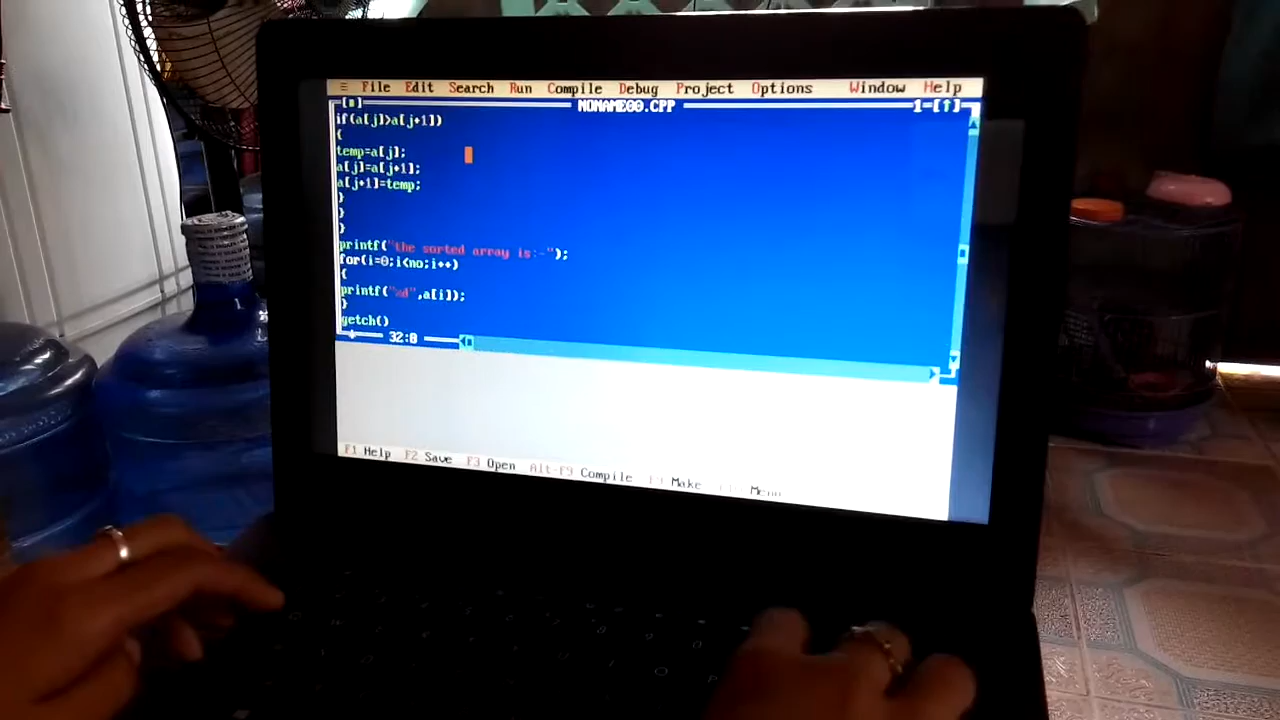 ≡ File Edit Search Run Compile Debug Project Options Window Help
[■] NONAME00.CPP 1=[↑]
if(a[j]>a[j+1])
{
temp=a[j];
a[j]=a[j+1];
a[j+1]=temp;
}
}
}
printf("the sorted array is:-");
for(i=0;i<no;i++)
{
printf("%d",a[i]);
}
getch()
32:8
F1 Help F2 Save F3 Open Alt-F9 Compile F9 Make F10 Menu